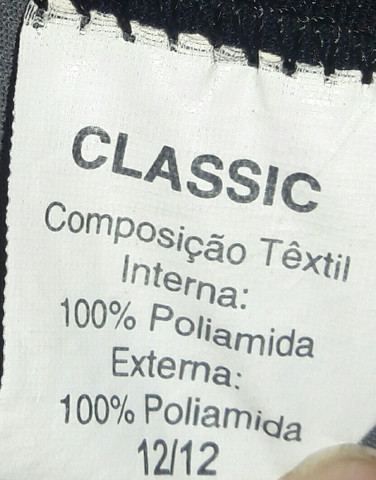 CLASSIC
Composição Têxtil
Interna:
100% Poliamida
Externa:
100% Poliamida
12/12